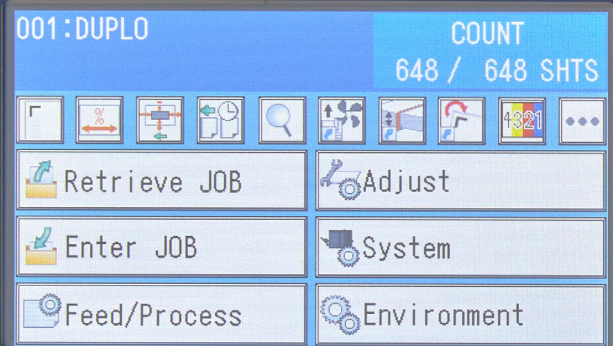 001:DUPLO
COUNT
648 / 648 SHTS
%
4321
Retrieve JOB
Adjust
Enter JOB
System
Feed/Process
Environment